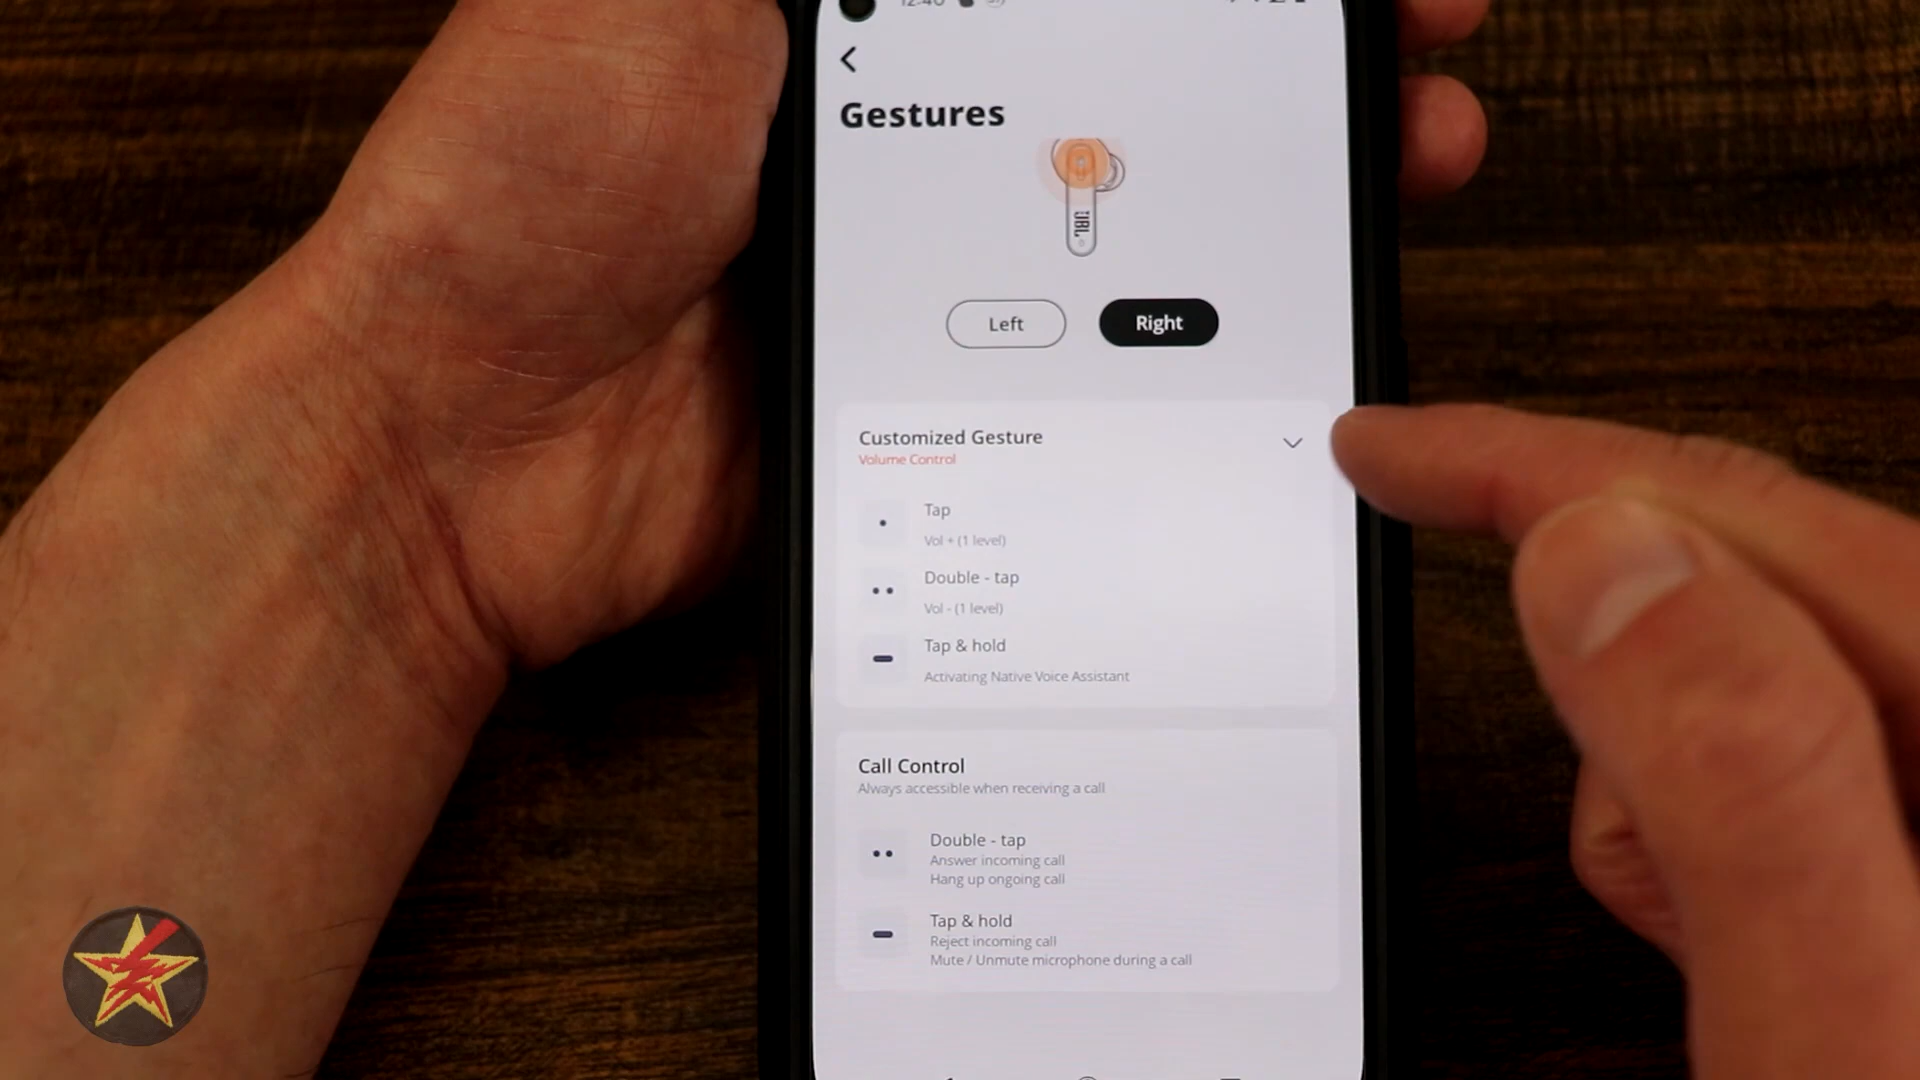 12:40
Gestures
JBL
Left
Right
Customized Gesture
Volume Control
Tap
Vol + (1 level)
Double - tap
Vol - (1 level)
Tap & hold
Activating Native Voice Assistant
Call Control
Always accessible when receiving a call
Double - tap
Answer incoming call
Hang up ongoing call
Tap & hold
Reject incoming call
Mute / Unmute microphone during a call